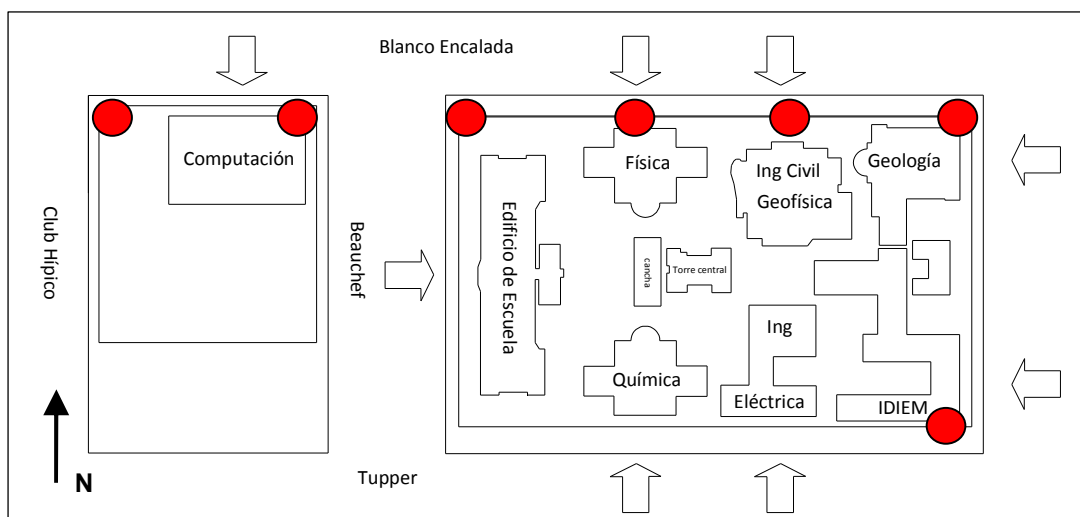 Blanco Encalada
Computación
Física
Ing Civil
Geofísica
Geología
Club Hípico
Beauchef
Edificio de Escuela
cancha
Torre central
Ing
Eléctrica
Química
IDIEM
N
Tupper